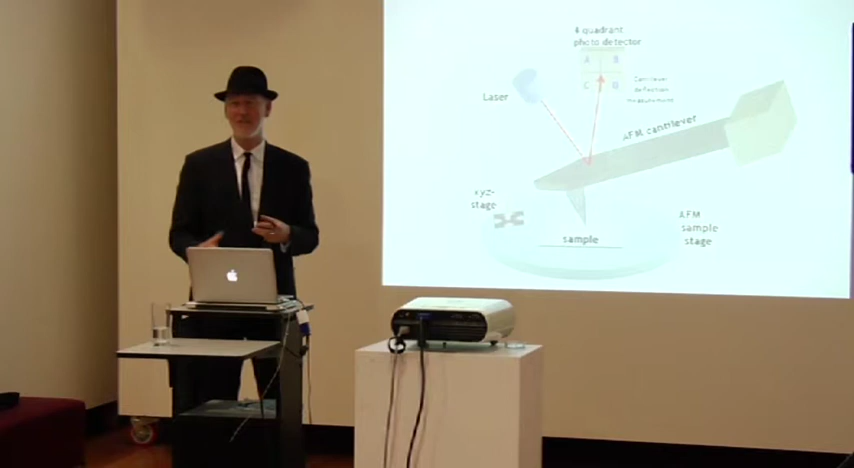 4 quadrant
photo detector
A B
C D
Cantilever
deflection
measurement
Laser
AFM cantilever
xyz-
stage
AFM
sample
stage
sample